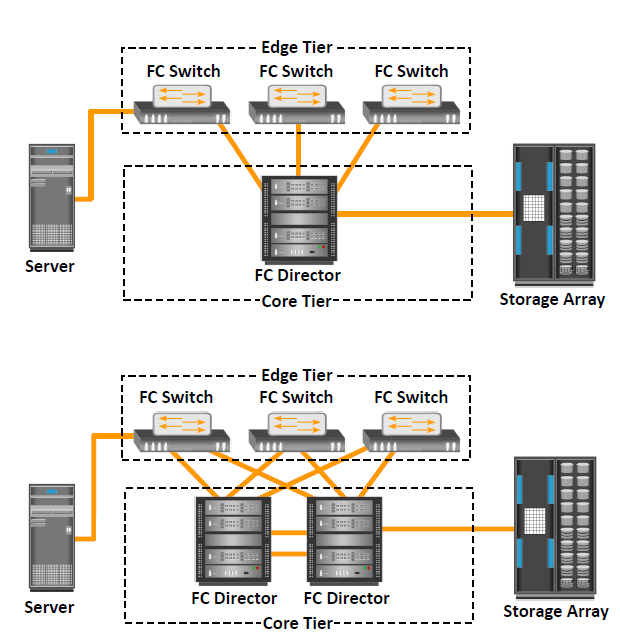 Edge Tier
FC Switch FC Switch FC Switch
Server
FC Director
Core Tier
Storage Array
Edge Tier
FC Switch FC Switch FC Switch
Server
FC Director FC Director
Core Tier
Storage Array